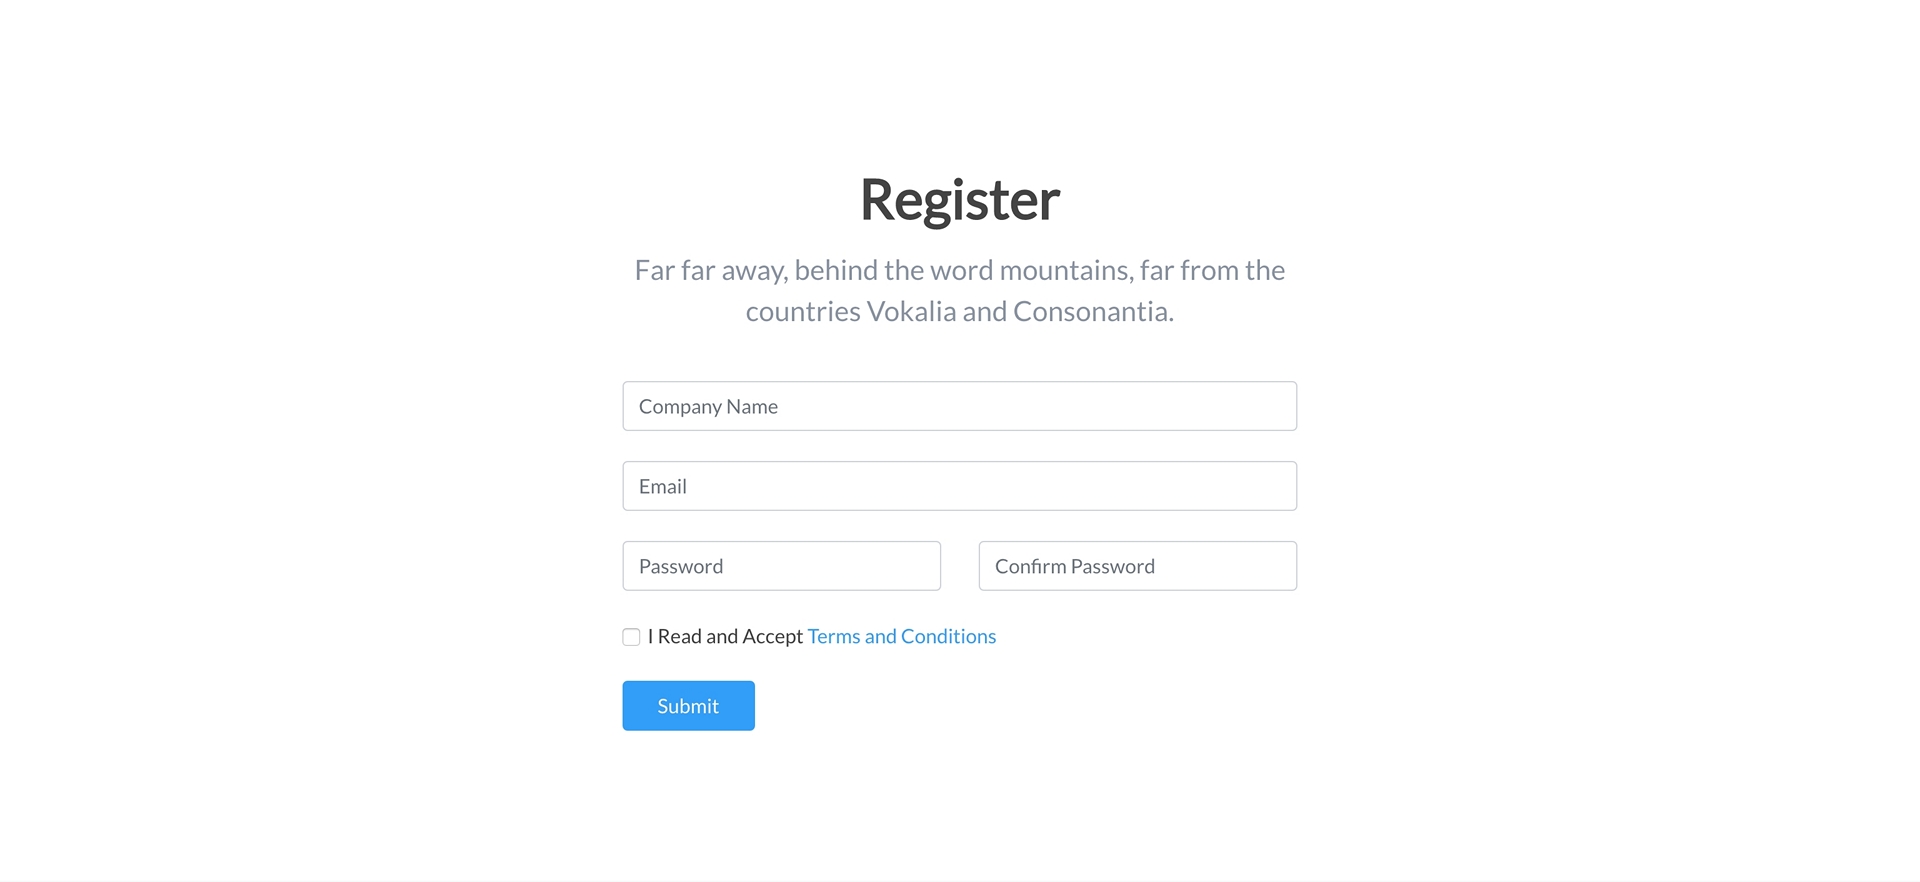 Register
Far far away, behind the word mountains, far from the
countries Vokalia and Consonantia.
Company Name
Email
Password Confirm Password
I Read and Accept Terms and Conditions
Submit